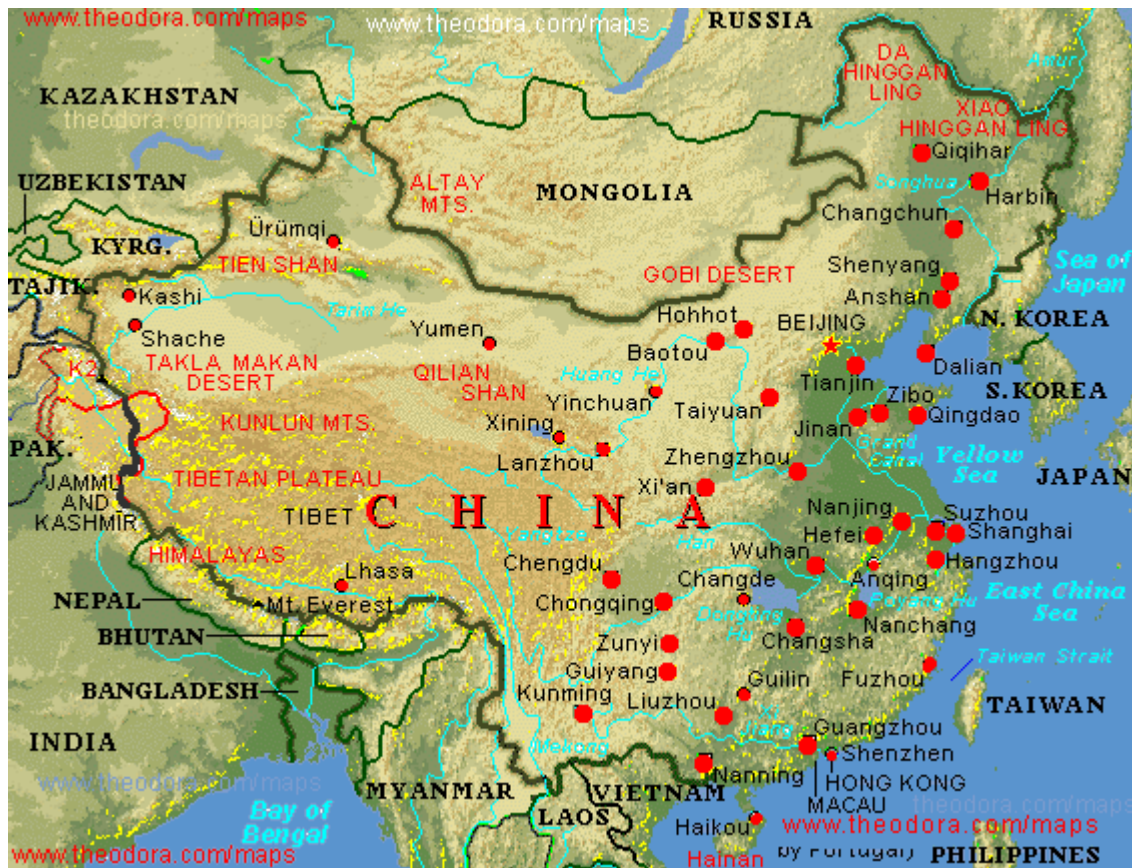 www.theodora.com/maps
www.theodora.com/maps
RUSSIA
DA
HINGGAN
LING
Amur
KAZAKHSTAN
theodora.com/maps
XIAO
HINGGAN LING
Qiqihar
UZBEKISTAN
ALTAY
MTS.
MONGOLIA
Songhua
Harbin
Changchun
KYRG.
Ürümqi
TIEN SHAN
GOBI DESERT
Shenyang
Sea of
Japan
TAJIK.
Kashi
Tarim He
Anshan
Hohhot
N. KOREA
Shache
Yumen
BEIJING
Baotou
K2
TAKLA MAKAN
DESERT
QILIAN
SHAN
Huang He
Tianjin
Dalian
Yinchuan
Zibo
S.KOREA
KUNLUN MTS.
Xining
Taiyuan
Jinan
Qingdao
PAK.
Lanzhou
Zhengzhou
Grand
Canal
Yellow
Sea
JAPAN
TIBETAN PLATEAU
JAMMU
AND
KASHMIR
Xi'an
TIBET
CHINA
Nanjing
Suzhou
Yangtze
Han
Hefei
Shanghai
HIMALAYAS
Wuhan
Hangzhou
Chengdu
Lhasa
Changde
Anqing
NEPAL
Mt. Everest
Chongqing
Dongting
Hu
Poyang Hu
East China
Sea
BHUTAN
Zunyi
Changsha
Nanchang
Guiyang
Taiwan Strait
BANGLADESH
Kunming
Guilin
Fuzhou
Liuzhou
TAIWAN
Xi
Jiang
Guangzhou
INDIA
Mekong
Shenzhen
Nanning
HONG KONG
www.theodora.com/maps
MYANMAR
VIETNAM
MACAU
theodora.com/maps
Bay of
Bengal
LAOS
Haikou
www.theodora.com/maps
www.theodora.com/maps
Hainan
by Portugal)
PHILIPPINES